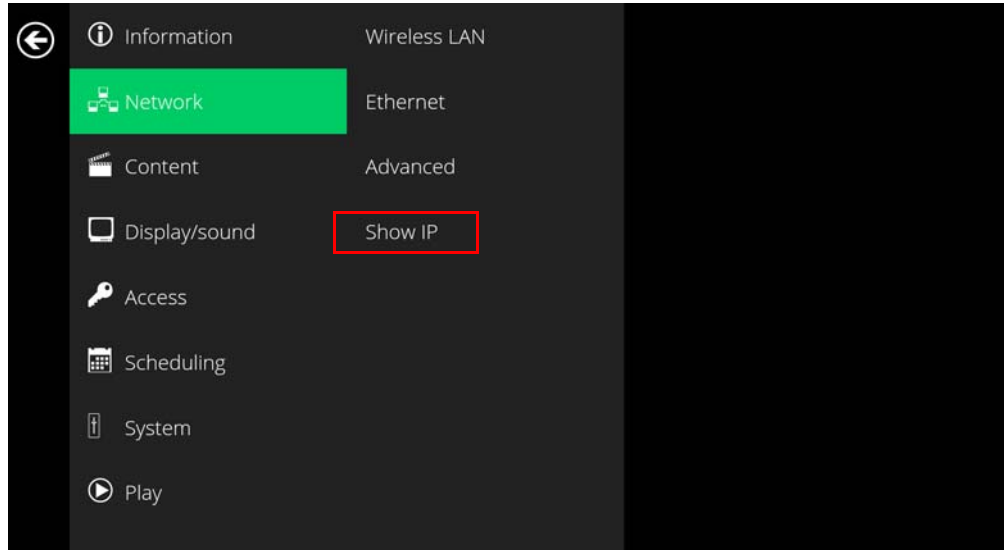 Information
Network
Content
Display/sound
Access
Scheduling
System
Play
Wireless LAN
Ethernet
Advanced
Show IP